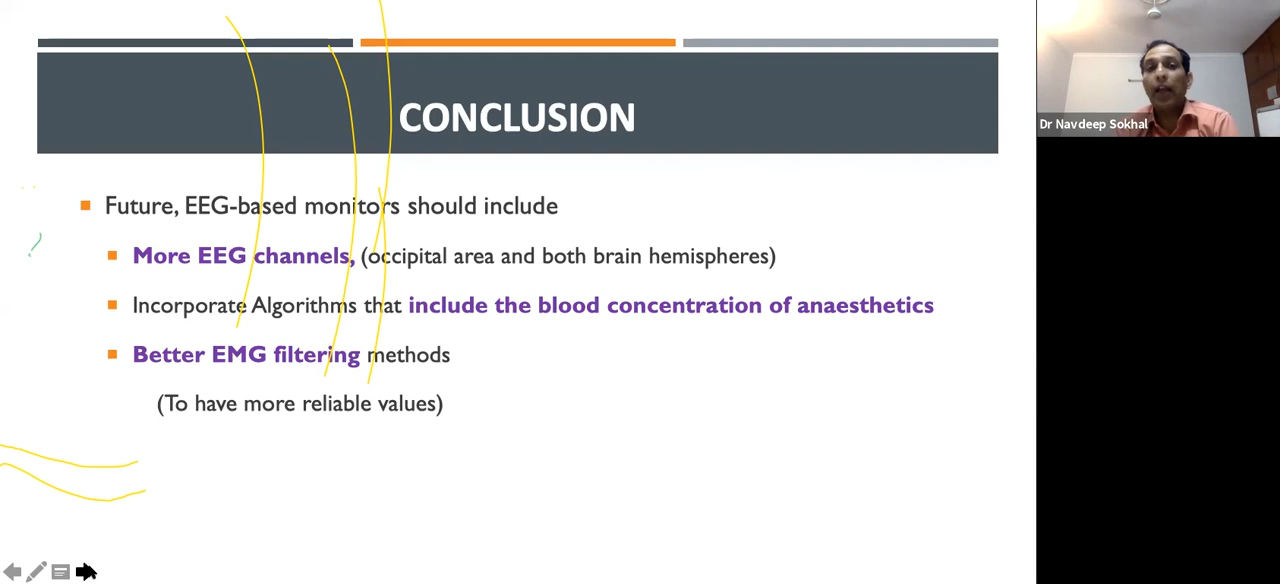 CONCLUSION
Future, EEG-based monitors should include
More EEG channels, (occipital area and both brain hemispheres)
Incorporate Algorithms that include the blood concentration of anaesthetics
Better EMG filtering methods
(To have more reliable values)
Dr Navdeep Sokhal